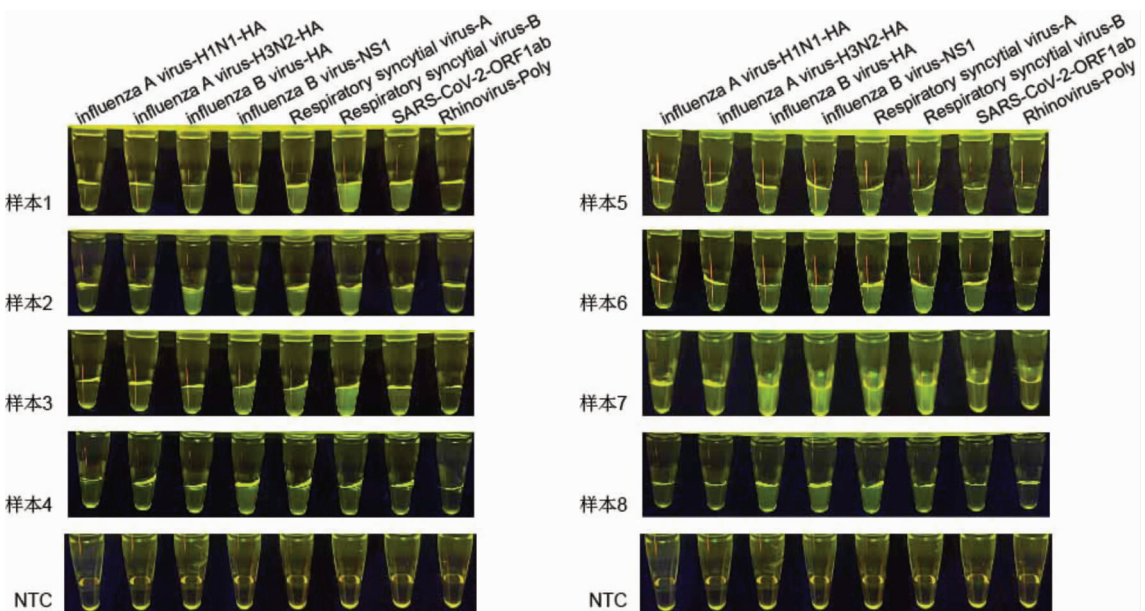 influenza A virus-H1N1-HA
influenza A virus-H3N2-HA
influenza B virus-HA
influenza B virus-NS1
Respiratory syncytial virus-A
Respiratory syncytial virus-B
SARS-CoV-2-ORF1ab
Rhinovirus-Poly
样本1
样本2
样本3
样本4
NTC
influenza A virus-H1N1-HA
influenza A virus-H3N2-HA
influenza B virus-HA
influenza B virus-NS1
Respiratory syncytial virus-A
Respiratory syncytial virus-B
SARS-CoV-2-ORF1ab
Rhinovirus-Poly
样本5
样本6
样本7
样本8
NTC